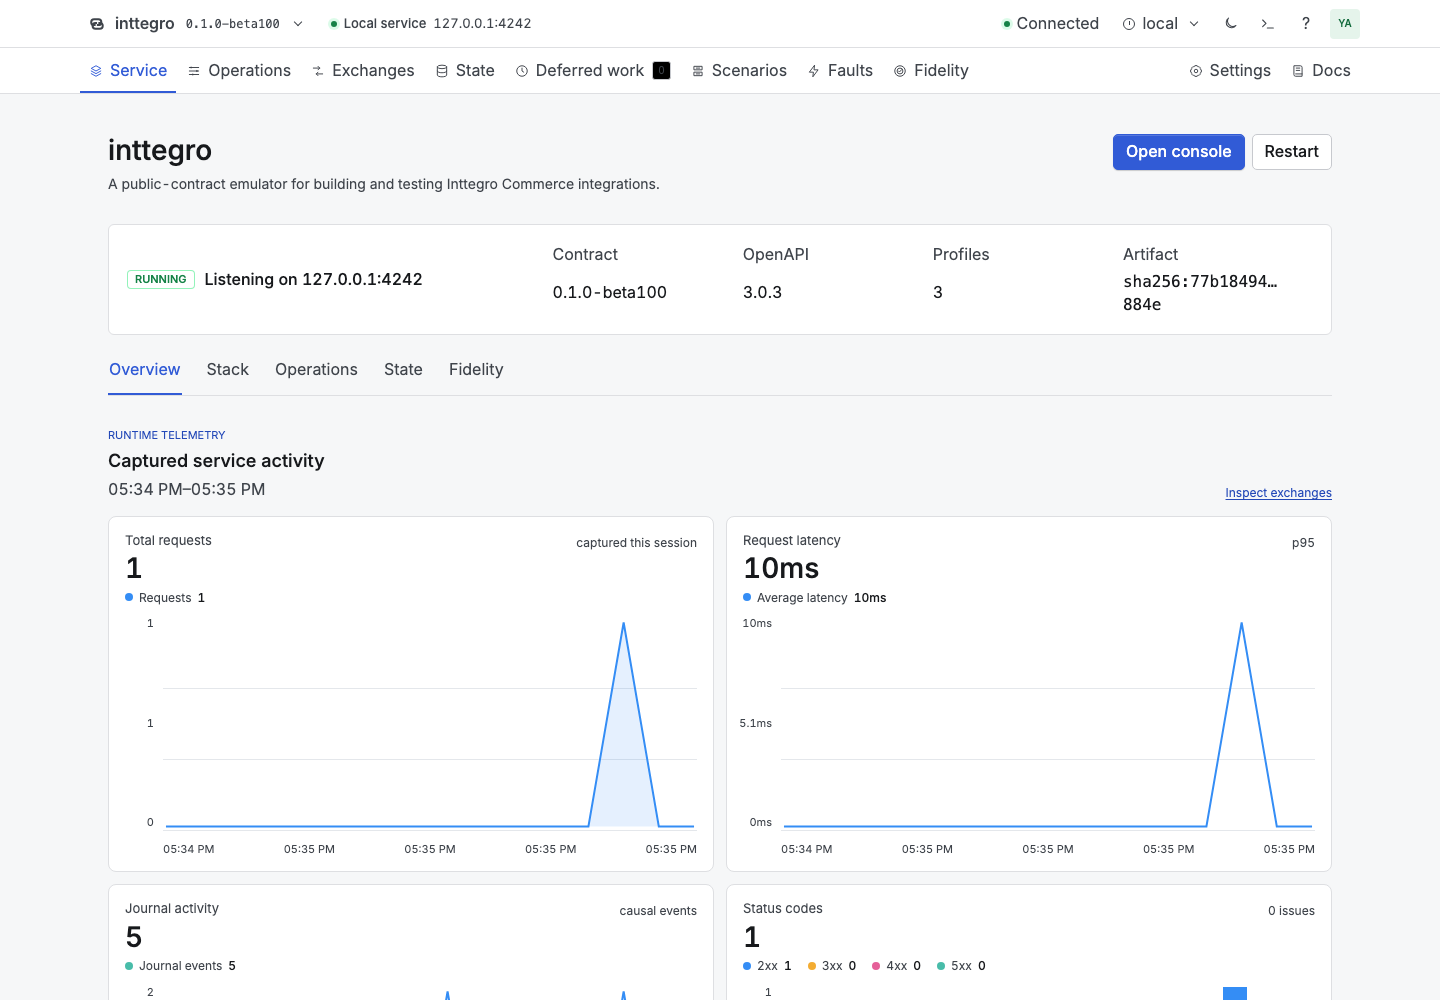 inttegro 0.1.0-beta100 Local service 127.0.0.1:4242 Connected local >_ ? YA
Service Operations Exchanges State Deferred work 0 Scenarios Faults Fidelity Settings Docs
inttegro
Open console Restart
A public-contract emulator for building and testing Inttegro Commerce integrations.
RUNNING Listening on 127.0.0.1:4242
Contract
0.1.0-beta100
OpenAPI
3.0.3
Profiles
3
Artifact
sha256:77b18494…
884e
Overview Stack Operations State Fidelity
RUNTIME TELEMETRY
Captured service activity
05:34 PM–05:35 PM
Inspect exchanges
Total requests captured this session
1
Requests 1
1
1
0
05:34 PM 05:35 PM 05:35 PM 05:35 PM 05:35 PM
Request latency p95
10ms
Average latency 10ms
10ms
5.1ms
0ms
05:34 PM 05:35 PM 05:35 PM 05:35 PM 05:35 PM
Journal activity causal events
5
Journal events 5
2
Status codes 0 issues
1
2xx 1 3xx 0 4xx 0 5xx 0
1